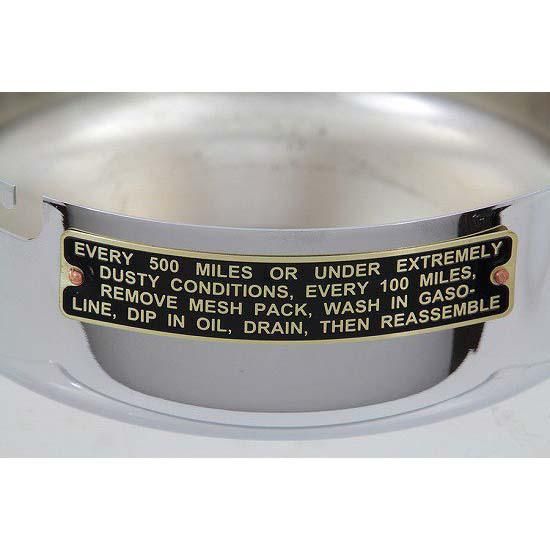 EVERY 500 MILES OR UNDER EXTREMELY
DUSTY CONDITIONS, EVERY 100 MILES,
REMOVE MESH PACK, WASH IN GASO-
LINE, DIP IN OIL, DRAIN, THEN REASSEMBLE